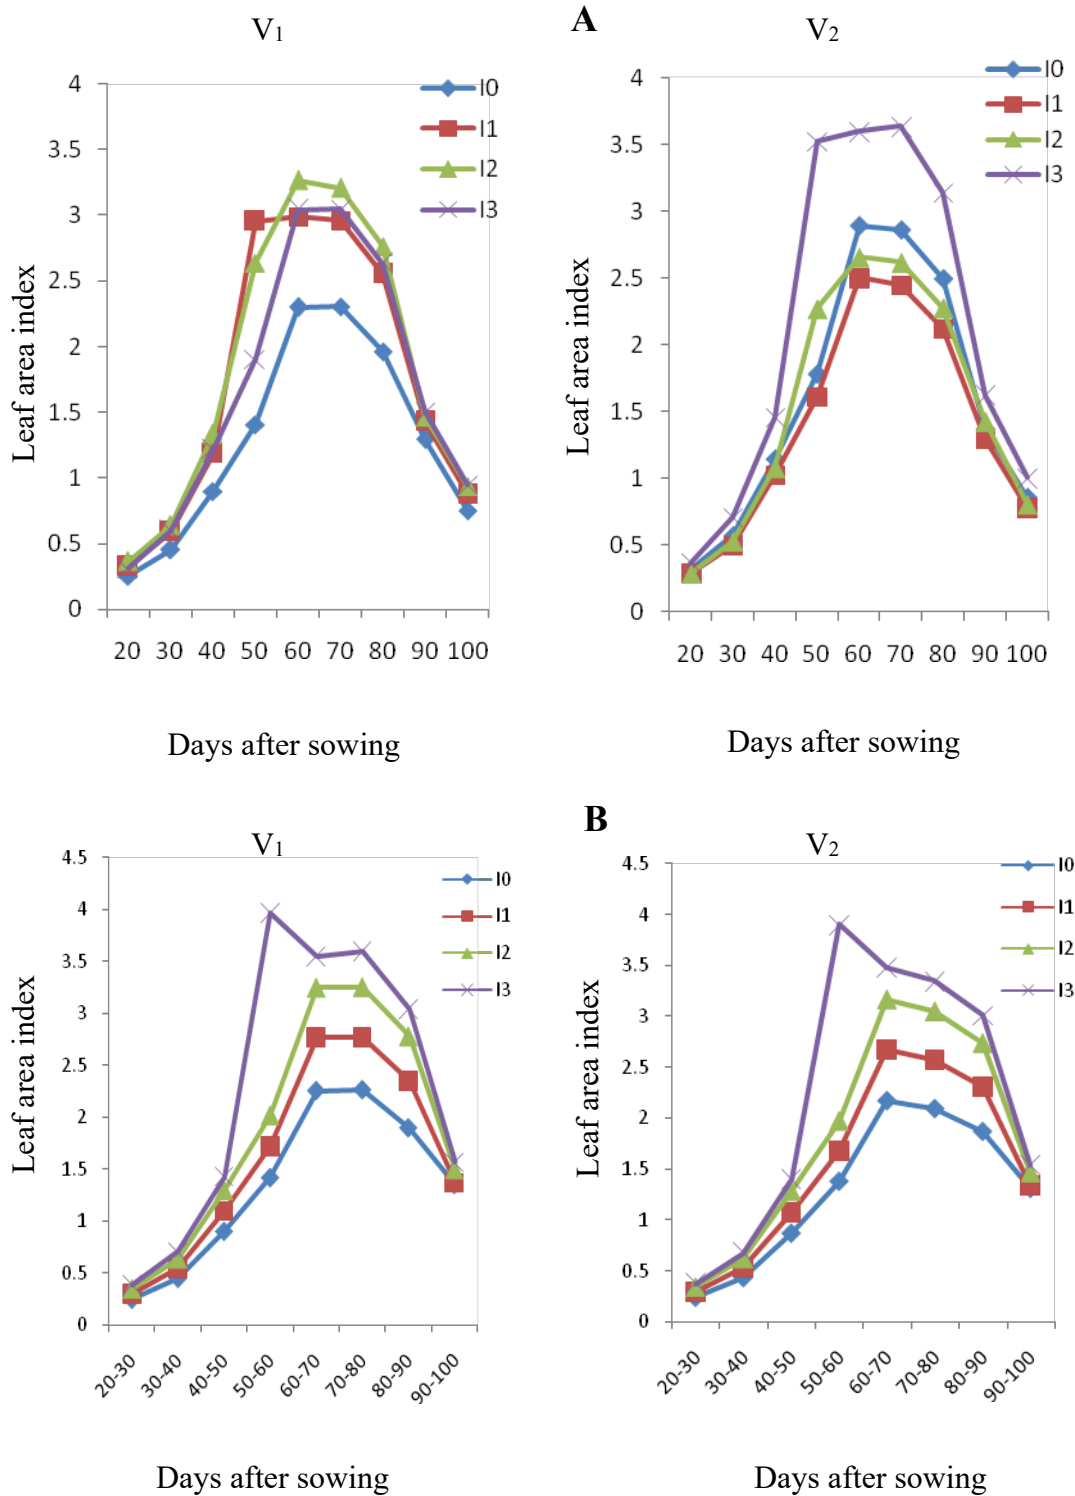 A
V1
V2
4
3.5
3
2.5
2
1.5
1
0.5
0
I0
I1
I2
I3
Leaf area index
20 30 40 50 60 70 80 90 100
Days after sowing
4
3.5
3
2.5
2
1.5
1
0.5
0
I0
I1
I2
I3
Leaf area index
20 30 40 50 60 70 80 90 100
Days after sowing
B
V1
V2
4.5
4
3.5
3
2.5
2
1.5
1
0.5
0
I0
I1
I2
I3
Leaf area index
20-30 30-40 40-50 50-60 60-70 70-80 80-90 90-100
Days after sowing
4.5
4
3.5
3
2.5
2
1.5
1
0.5
0
I0
I1
I2
I3
Leaf area index
20-30 30-40 40-50 50-60 60-70 70-80 80-90 90-100
Days after sowing